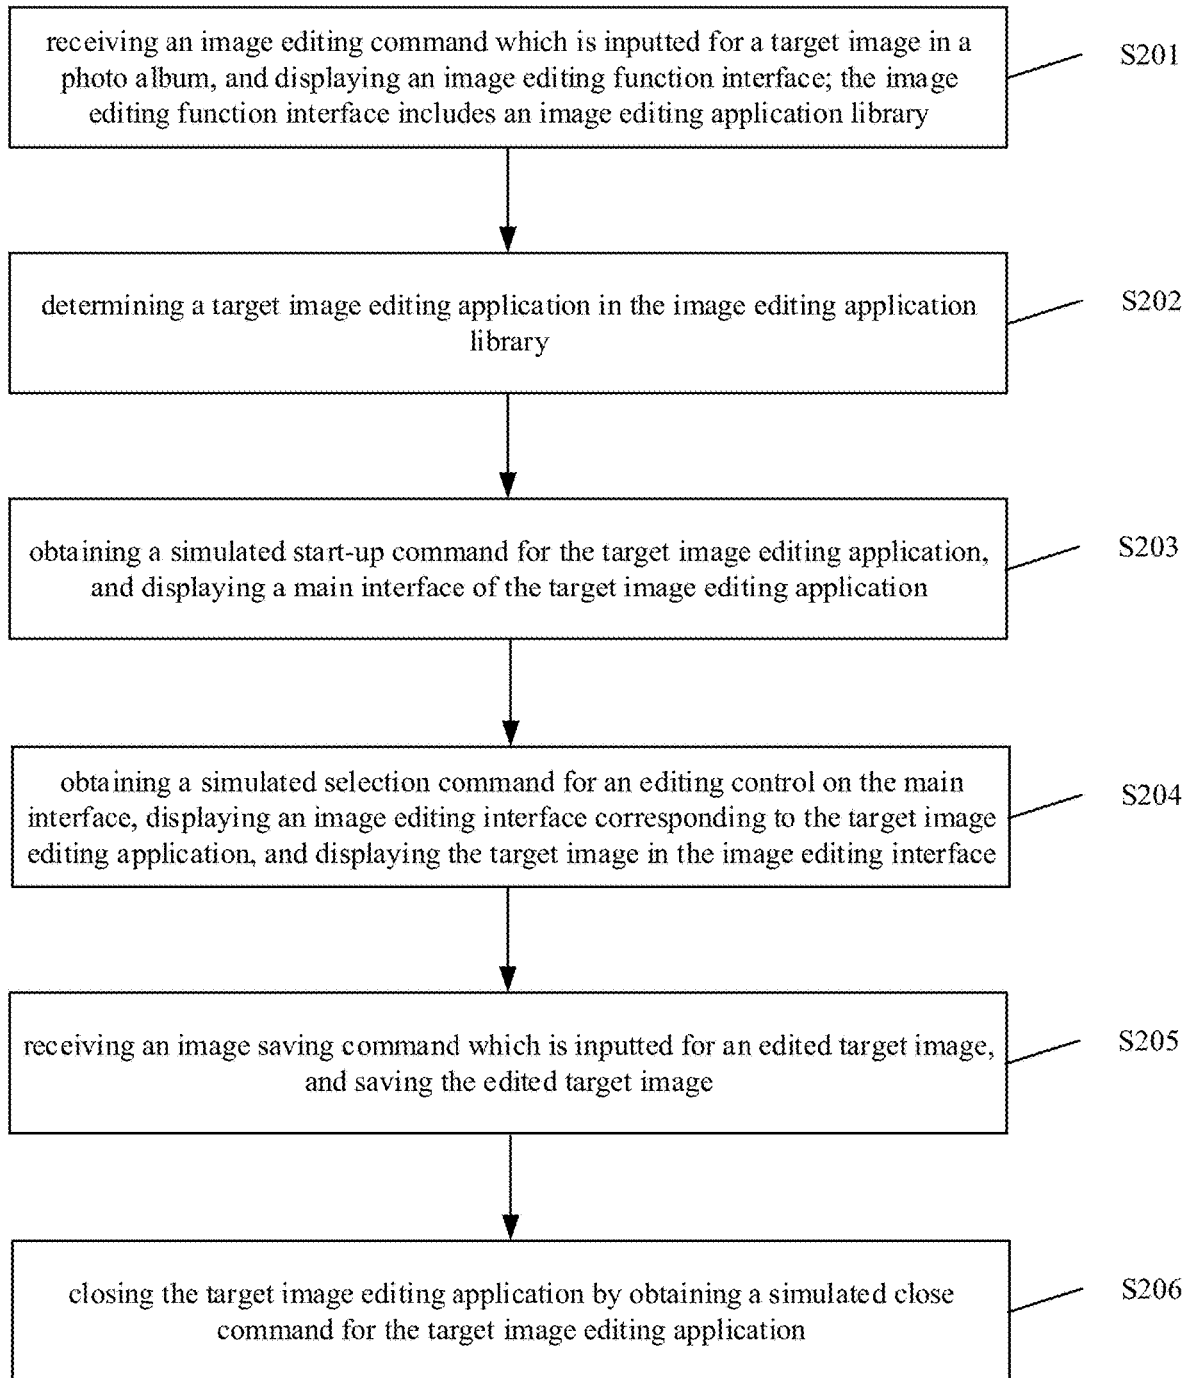 receiving an image editing command which is inputted for a target image in a
photo album, and displaying an image editing function interface; the image
editing function interface includes an image editing application library
S201
determining a target image editing application in the image editing application
library
S202
obtaining a simulated start-up command for the target image editing application,
and displaying a main interface of the target image editing application
S203
obtaining a simulated selection command for an editing control on the main
interface, displaying an image editing interface corresponding to the target image
editing application, and displaying the target image in the image editing interface
S204
receiving an image saving command which is inputted for an edited target image,
and saving the edited target image
S205
closing the target image editing application by obtaining a simulated close
command for the target image editing application
S206